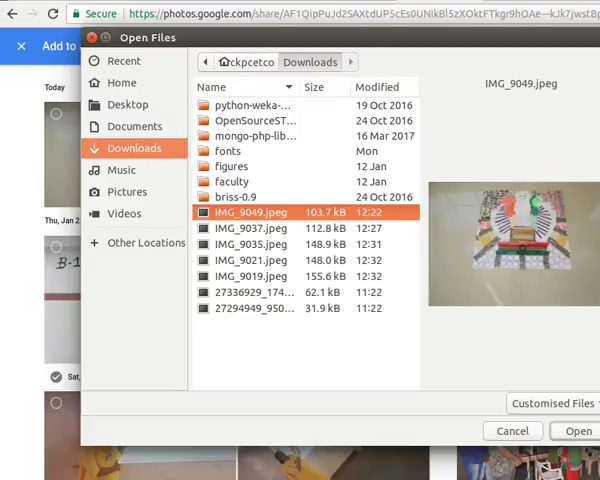 Secure
https://photos.google.com/share/AF1QipPuJd2SAXtdUP5cEs0UNIkBl5zXOktFTkgr9hOAe—kJk7jwstBp
Add to
Open Files
Today
Thu, Jan 2
B-1
Sat,
Recent
Home
Desktop
Documents
Downloads
Music
Pictures
Videos
Other Locations
ckpcetco Downloads
Name Size Modified
python-weka-... 19 Oct 2016
OpenSourceST... 24 Oct 2016
mongo-php-lib... 16 Mar 2017
fonts Mon
figures 12 Jan
faculty 12 Jan
briss-0.9 24 Oct 2016
IMG_9049.jpeg 103.7 kB 12:22
IMG_9037.jpeg 112.8 kB 12:27
IMG_9035.jpeg 148.9 kB 12:31
IMG_9021.jpeg 148.0 kB 12:32
IMG_9019.jpeg 155.6 kB 12:32
27336929_174... 62.1 kB 11:22
27294949_950... 31.9 kB 11:22
IMG_9049.jpeg
Customised Files
Cancel Open